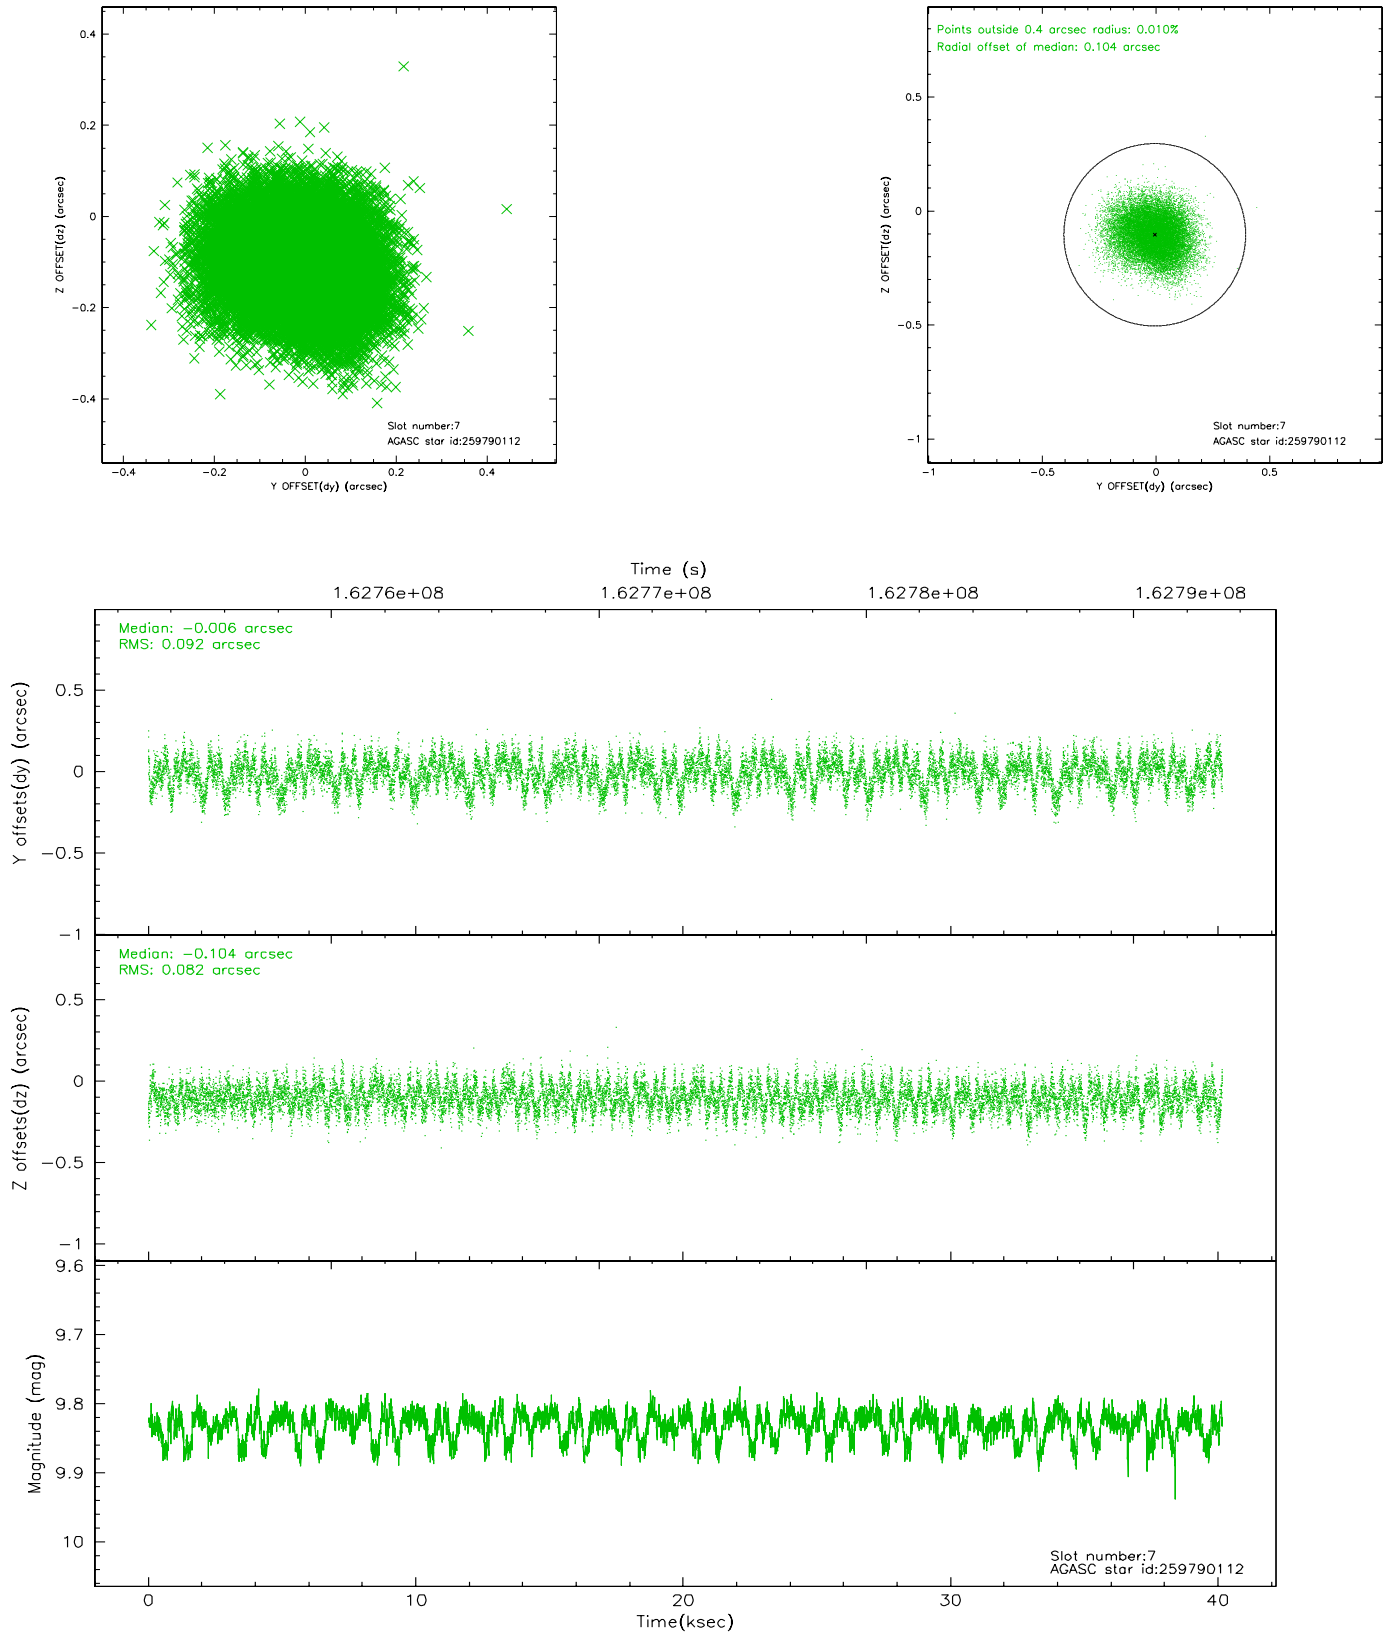 0.4
0.2
0
−0.2
−0.4
Z OFFSET(dz) (arcsec)
−0.4
−0.2
0
0.2
0.4
Y OFFSET(dy) (arcsec)
Slot number:7
AGASC star id:259790112
Points outside 0.4 arcsec radius: 0.010%
Radial offset of median: 0.104 arcsec
0.5
0
−0.5
−1
Z OFFSET(dz) (arcsec)
−1
−0.5
0
0.5
Y OFFSET(dy) (arcsec)
Slot number:7
AGASC star id:259790112
Time (s)
1.6276e+08
1.6277e+08
1.6278e+08
1.6279e+08
Median: −0.006 arcsec
RMS: 0.092 arcsec
0.5
0
−0.5
−1
Y offsets(dy) (arcsec)
Median: −0.104 arcsec
RMS: 0.082 arcsec
0.5
0
−0.5
−1
Z offsets(dz) (arcsec)
9.6
9.7
9.8
9.9
10
Magnitude (mag)
Slot number:7
AGASC star id:259790112
0
10
20
30
40
Time(ksec)